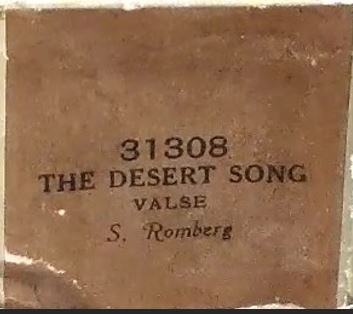 31308
THE DESERT SONG
VALSE
S. Romberg